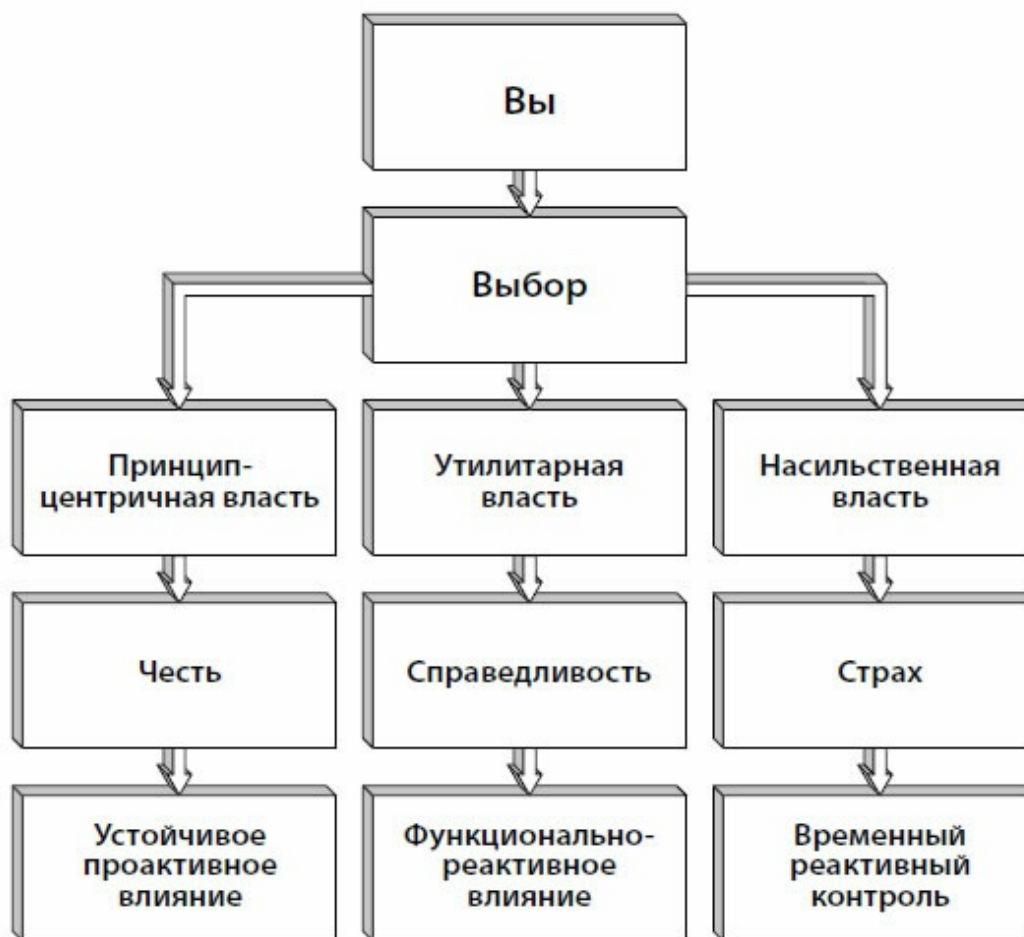 Вы
Выбор
Принцип-
центричная власть
Утилитарная
власть
Насильственная
власть
Честь
Справедливость
Страх
Устойчивое
проактивное
влияние
Функционально-
реактивное
влияние
Временный
реактивный
контроль